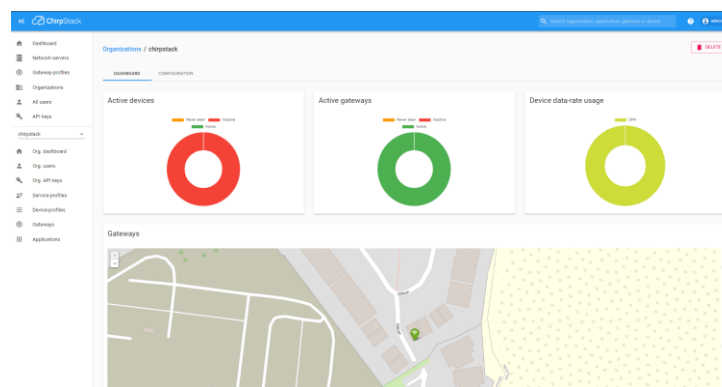 ChirpStack
Search organization, application, gateway or device
?
admin
Dashboard
Network-servers
Gateway-profiles
Organizations
All users
API keys
chirpstack
Org. dashboard
Org. users
Org. API keys
Service-profiles
Device-profiles
Gateways
Applications
Organizations / chirpstack
DELETE
DASHBOARD
CONFIGURATION
Active devices
Never seen
Inactive
Active
Active gateways
Never seen
Inactive
Active
Device data-rate usage
Gateways
+
-